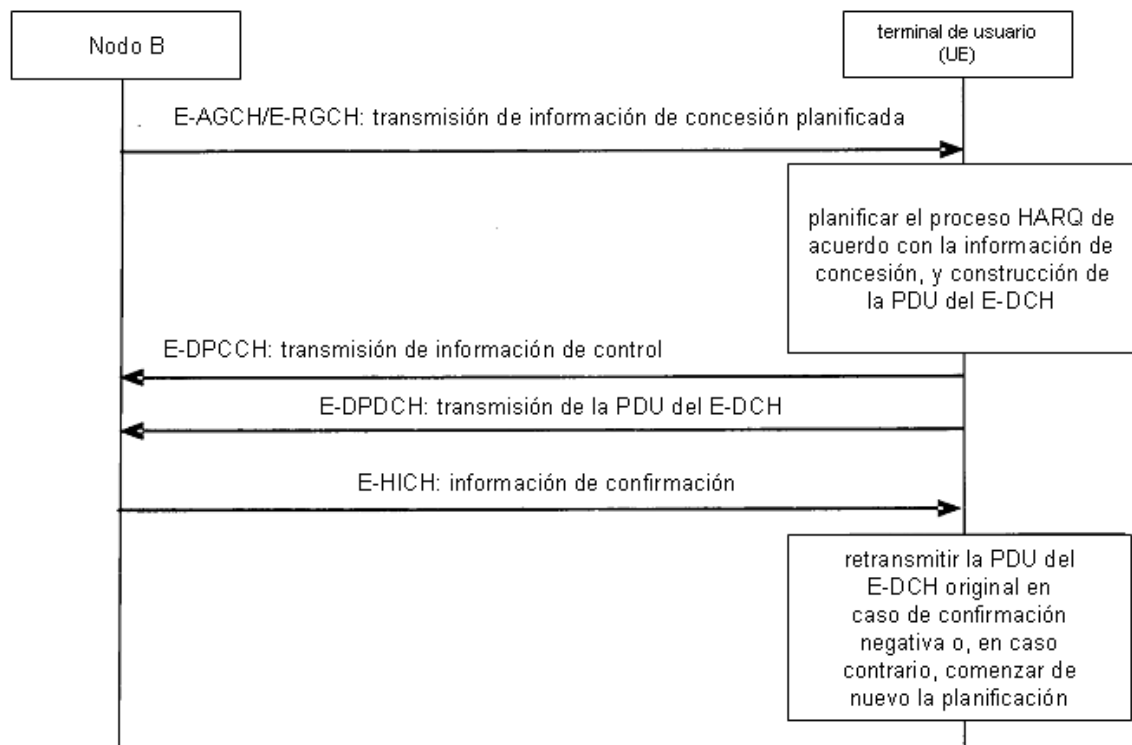 Nodo B
terminal de usuario
(UE)
E-AGCH/E-RGCH: transmisión de información de concesión planificada
planificar el proceso HARQ de
acuerdo con la información de
concesión, y construcción de
la PDU del E-DCH
E-DPCCH: transmisión de información de control
E-DPDCH: transmisión de la PDU del E-DCH
E-HICH: información de confirmación
retransmitir la PDU del
E-DCH original en
caso de confirmación
negativa o, en caso
contrario, comenzar de
nuevo la planificación